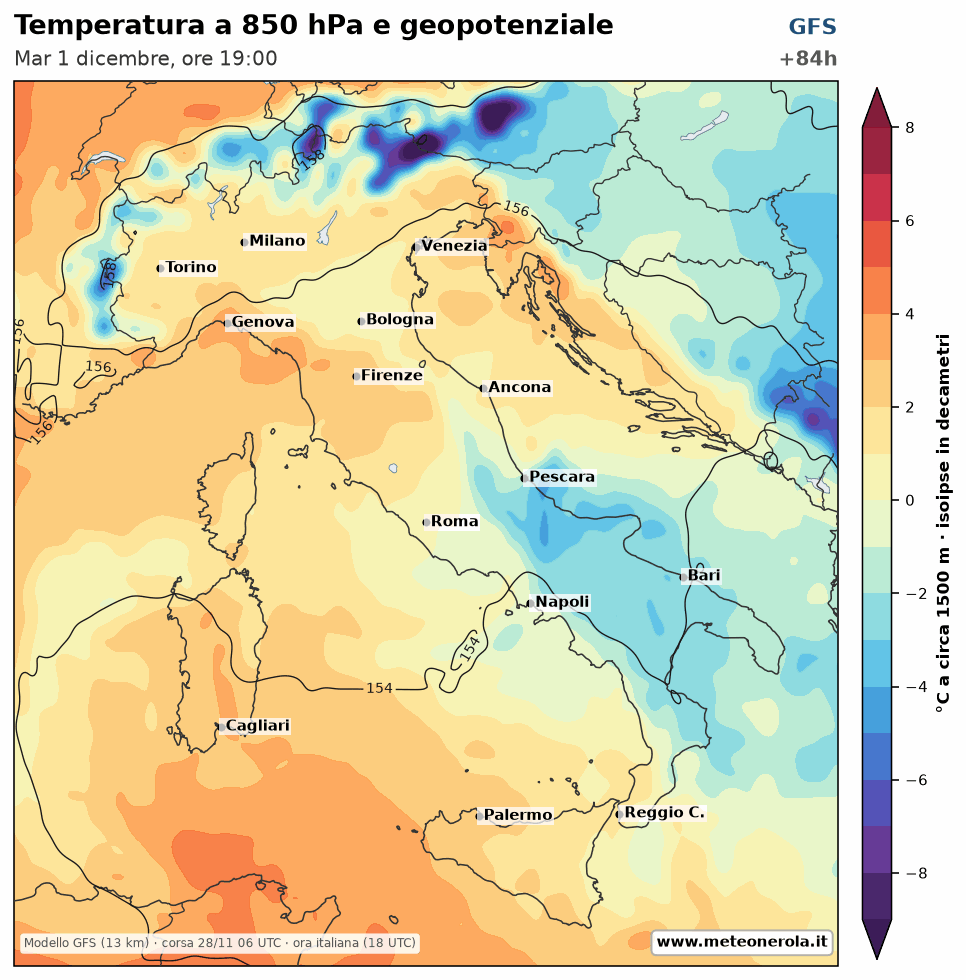 Temperatura a 850 hPa e geopotenziale
GFS
Mar 1 dicembre, ore 19:00
+84h
158
156
Milano
Venezia
158
Torino
Genova
Bologna
156
156
Firenze
Ancona
156
Pescara
Roma
Bari
Napoli
154
154
Cagliari
Palermo
Reggio C.
Modello GFS (13 km) · corsa 28/11 06 UTC · ora italiana (18 UTC)
www.meteonerola.it
8
6
4
2
0
−2
−4
−6
−8
°C a circa 1500 m · isoipse in decametri